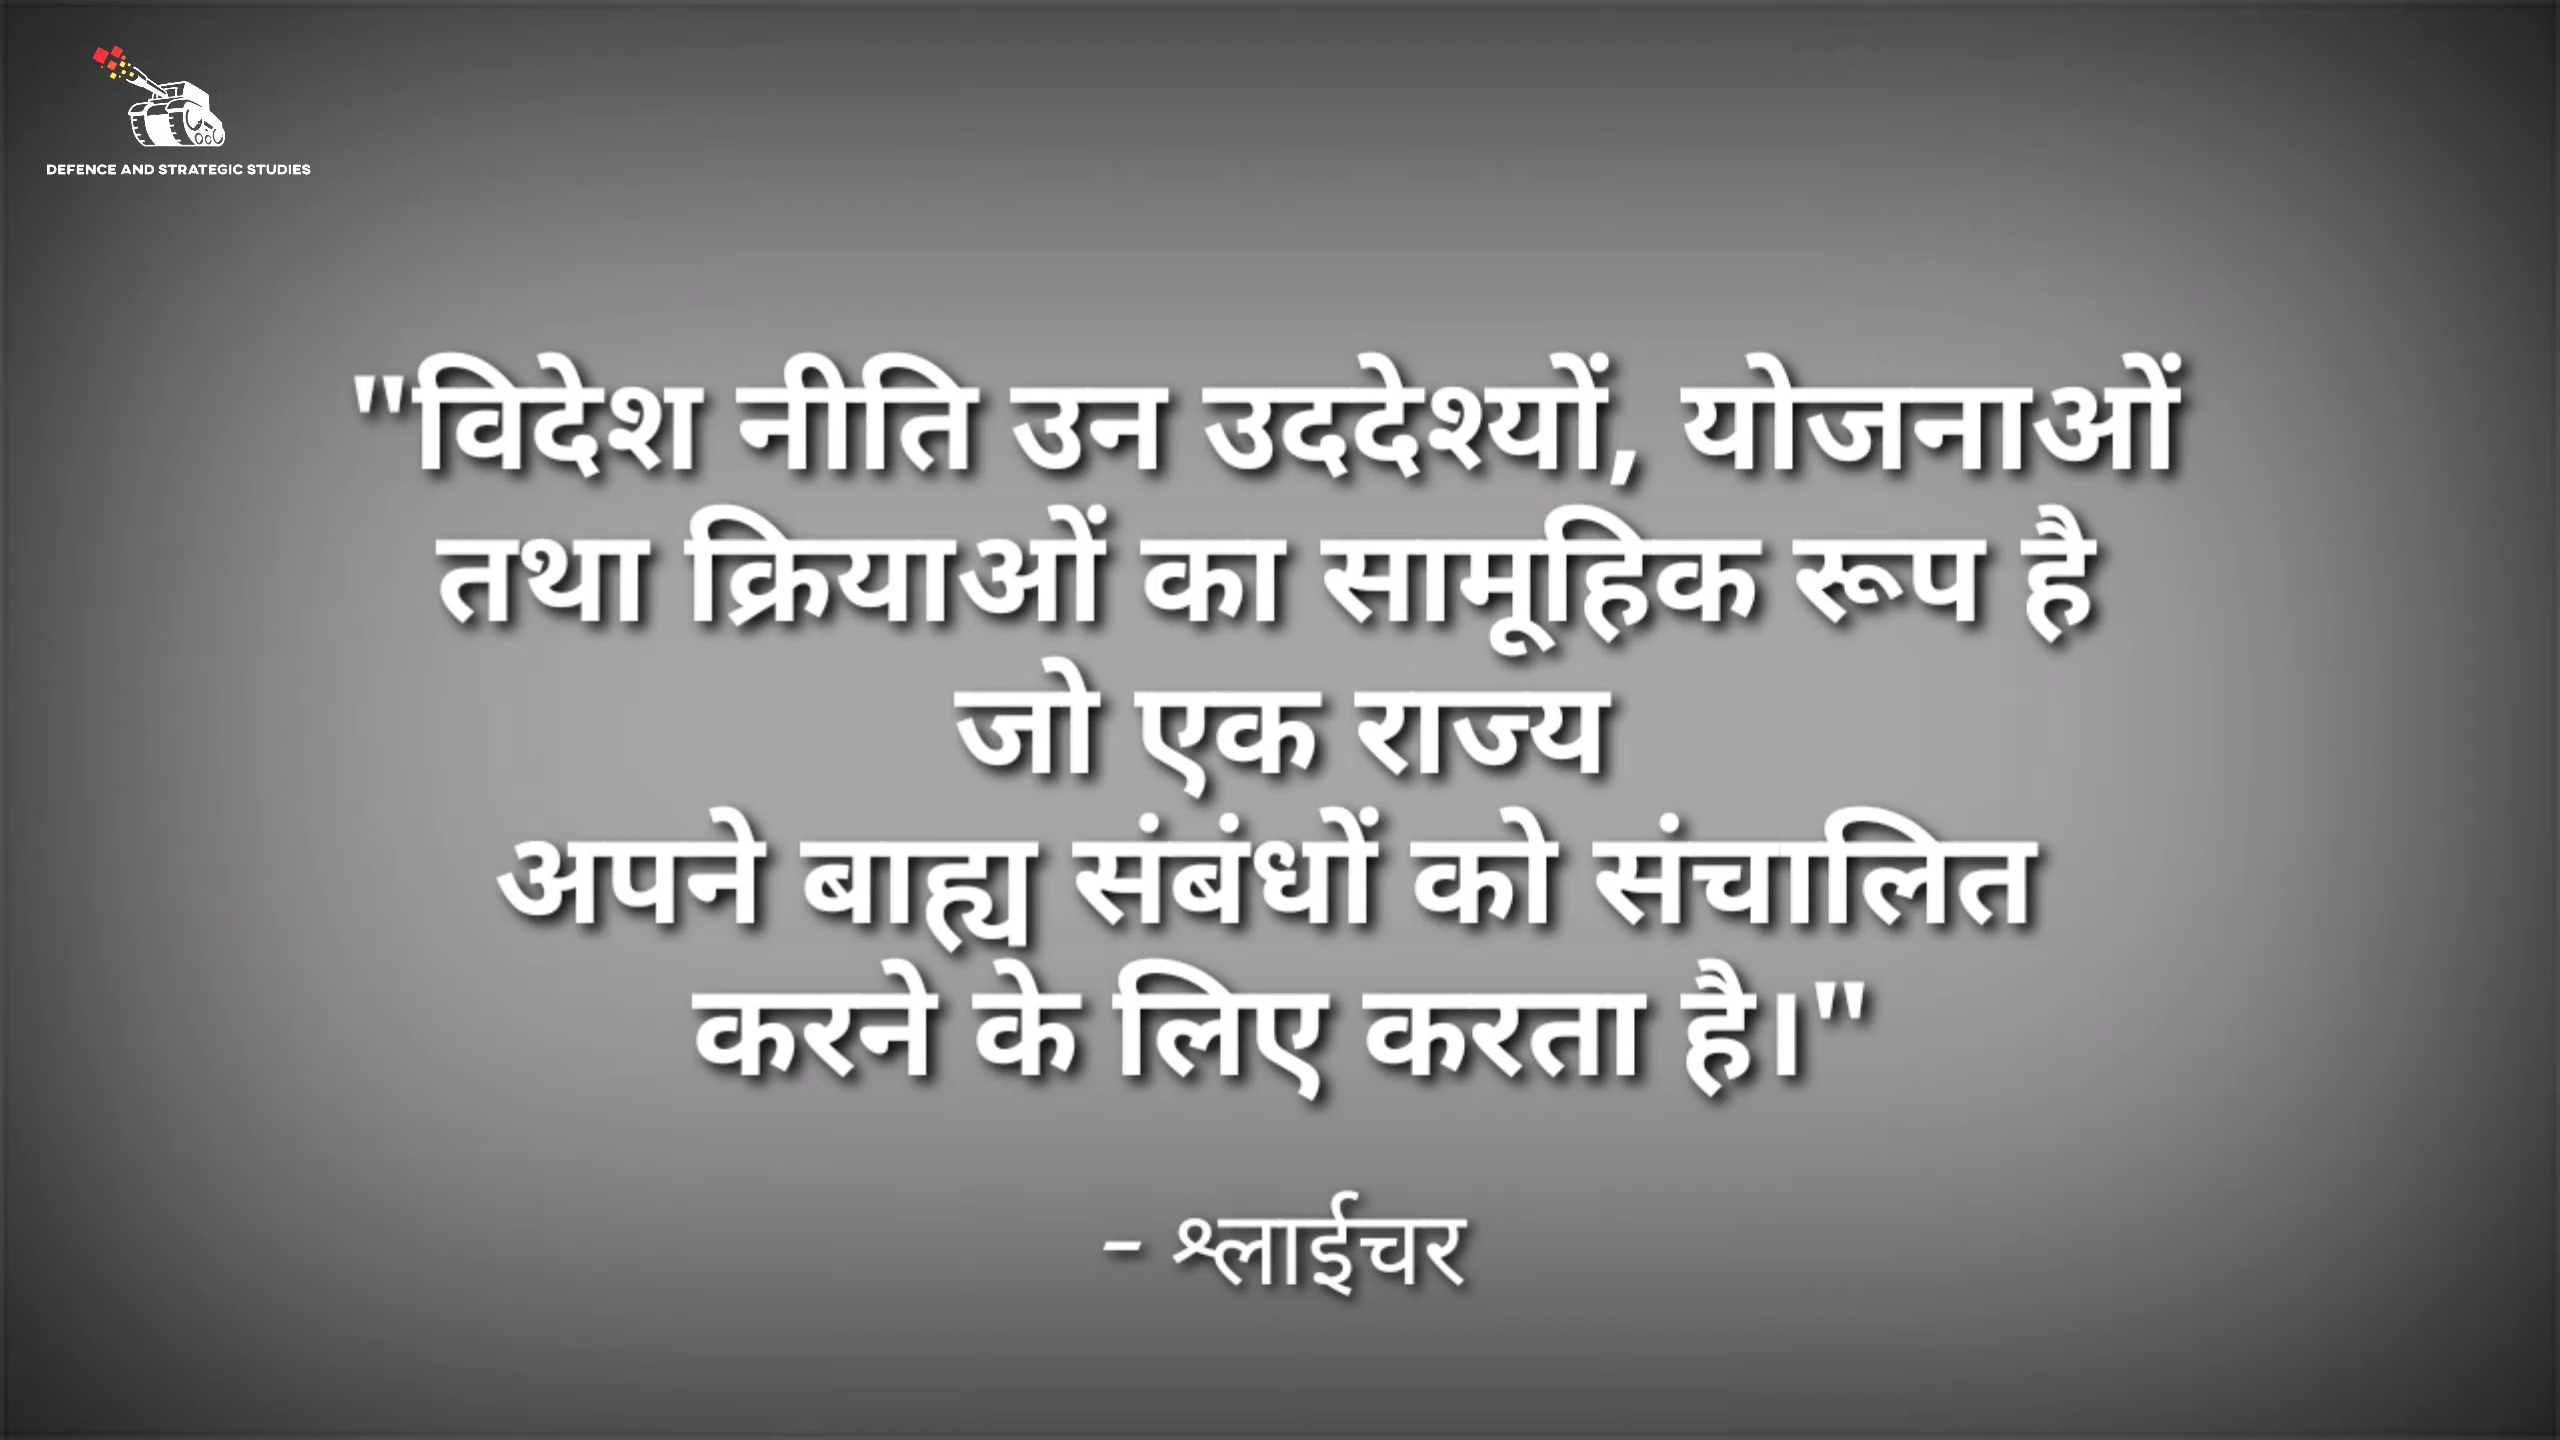 DEFENCE AND STRATEGIC STUDIES
"विदेश नीति उन उददेश्यों, योजनाओं
तथा क्रियाओं का सामूहिक रूप है
जो एक राज्य
अपने बाह्य संबंधों को संचालित
करने के लिए करता है।"
- श्लाईचर